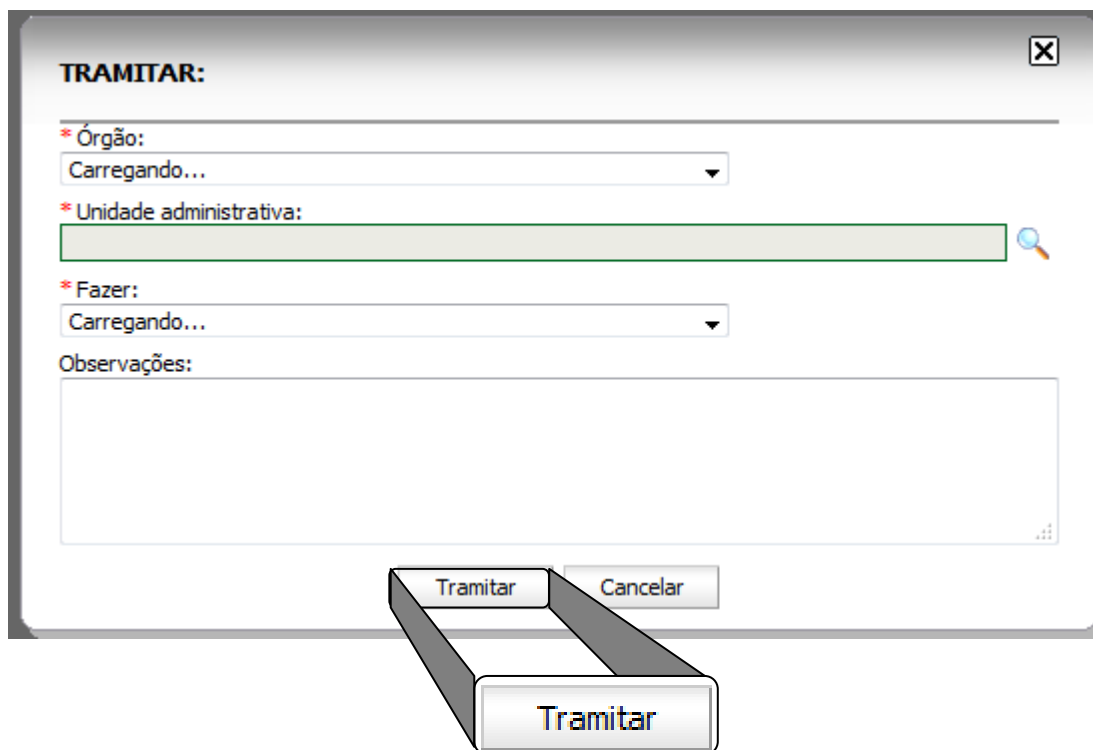 TRAMITAR:
* Órgão:
Carregando...
* Unidade administrativa:
* Fazer:
Carregando...
Observações:
Tramitar Cancelar
Tramitar